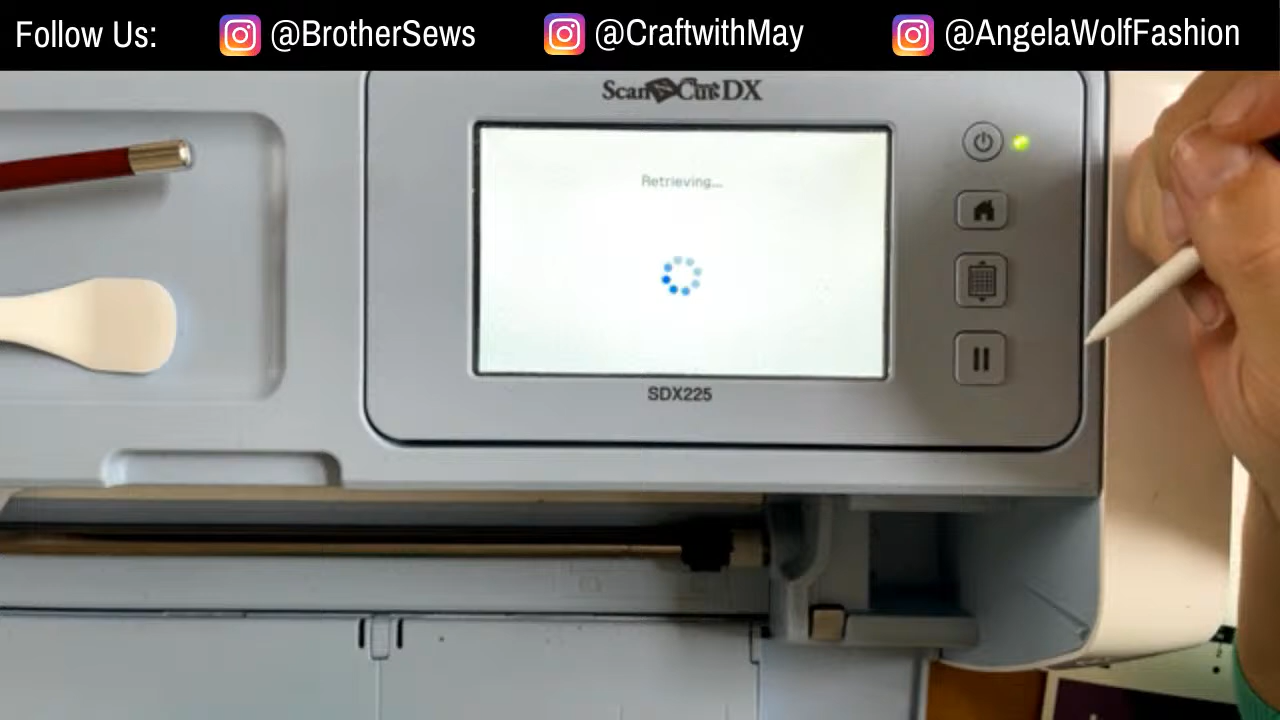 Follow Us: @BrotherSews @CraftwithMay @AngelaWolfFashion
ScanNCut DX
Retrieving...
SDX225